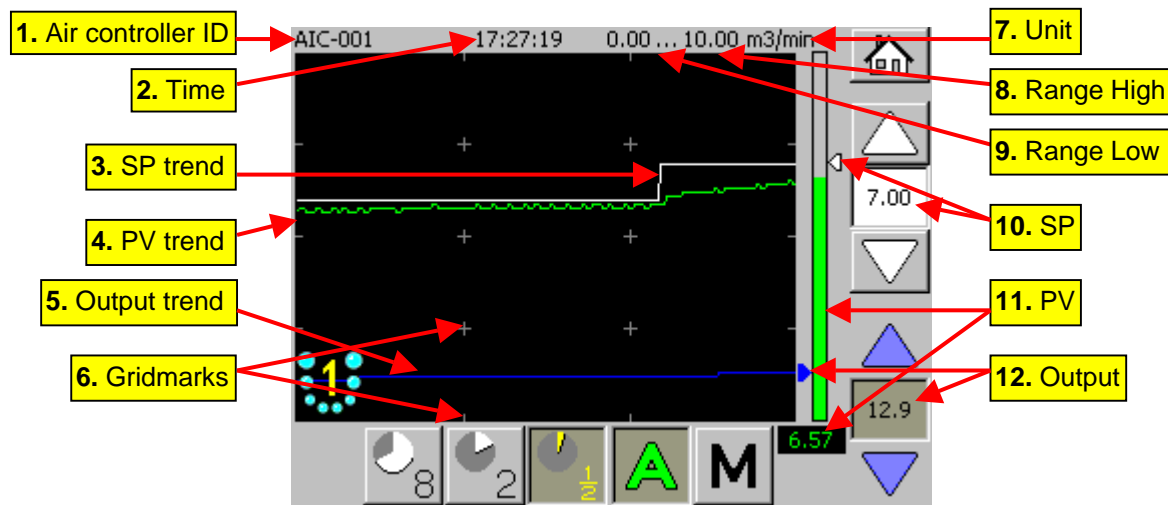 1. Air controller ID
2. Time
3. SP trend
4. PV trend
5. Output trend
6. Gridmarks
AIC-001 17:27:19 0.00 ... 10.00 m3/min
7.00
12.9
6.57
1
8
2
1/2
A
M
7. Unit
8. Range High
9. Range Low
10. SP
11. PV
12. Output